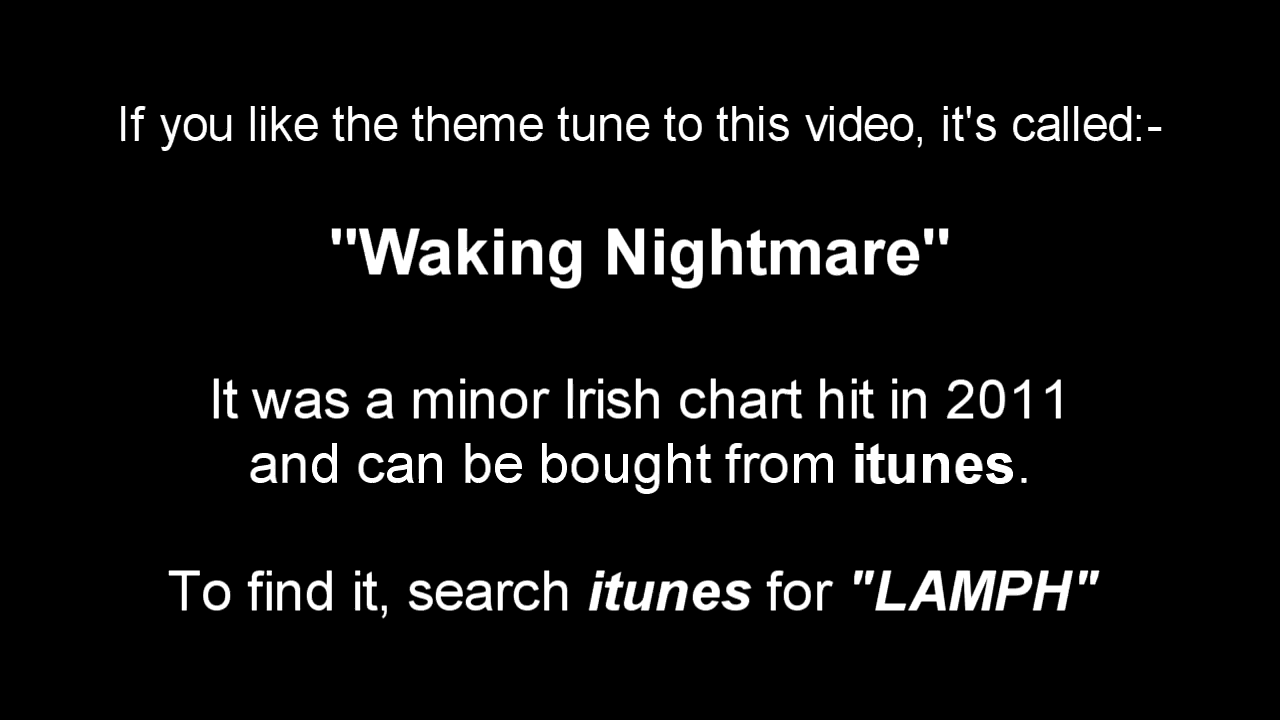 If you like the theme tune to this video, it's called:-
"Waking Nightmare"
It was a minor Irish chart hit in 2011
and can be bought from itunes.
To find it, search itunes for "LAMPH"